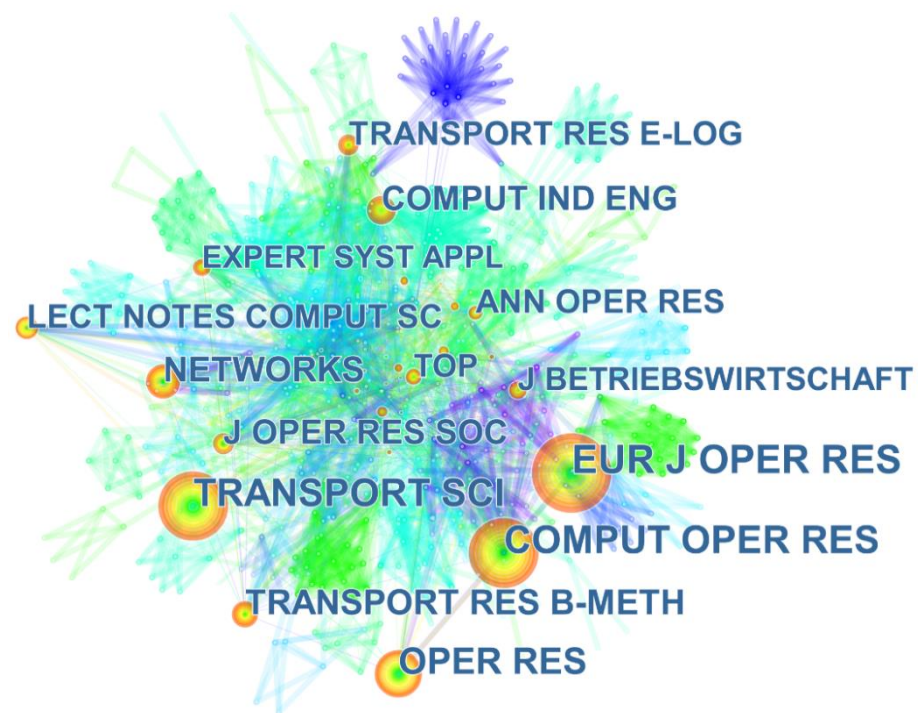 TRANSPORT RES E-LOG
COMPUT IND ENG
EXPERT SYST APPL
ANN OPER RES
LECT NOTES COMPUT SC
NETWORKS
TOP
J BETRIEBSWIRTSCHAFT
J OPER RES SOC
EUR J OPER RES
TRANSPORT SCI
COMPUT OPER RES
TRANSPORT RES B-METH
OPER RES